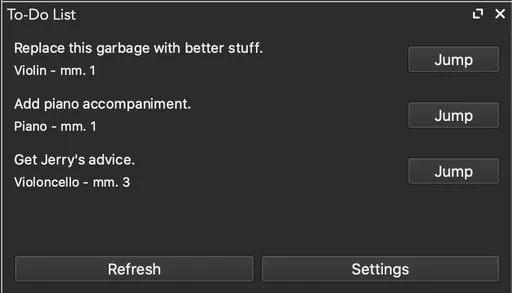 To-Do List
Replace this garbage with better stuff.
Violin - mm. 1
Jump
Add piano accompaniment.
Piano - mm. 1
Jump
Get Jerry's advice.
Violoncello - mm. 3
Jump
Refresh
Settings